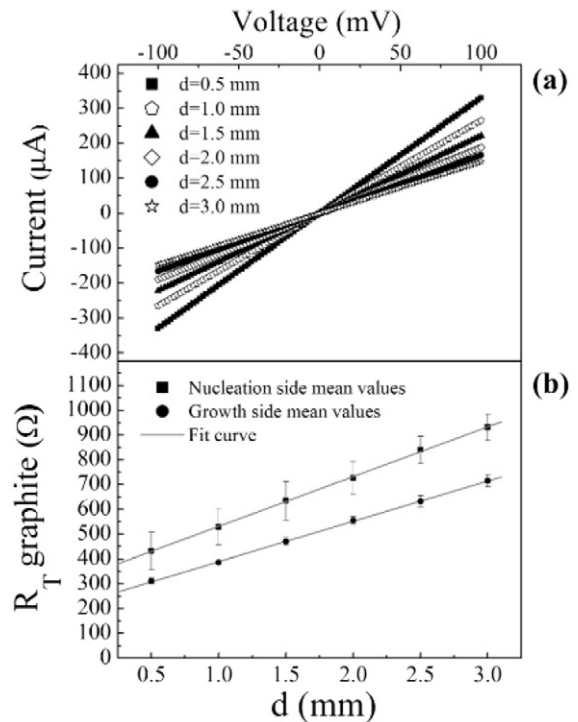 Voltage (mV)
-100 -50 0 50 100
(a)
400
300
200
100
0
-100
-200
-300
-400
Current (μA)
d=0.5 mm
d=1.0 mm
d=1.5 mm
d=2.0 mm
d=2.5 mm
d=3.0 mm
(b)
1100
1000
900
800
700
600
500
400
300
200
100
0
R_T graphite (Ω)
Nucleation side mean values
Growth side mean values
Fit curve
0.5 1.0 1.5 2.0 2.5 3.0
d (mm)